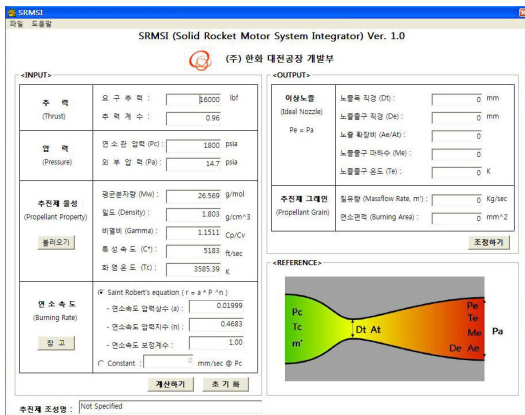 SRMSI
파일 도움말
SRMSI (Solid Rocket Motor System Integrator) Ver. 1.0
(주) 한화 대전공장 개발부
<INPUT>
추 력
(Thrust)
요 구 추 력 : 16000 lbf
추 력 계 수 : 0.96
압 력
(Pressure)
연 소 관 압력 (Pc) : 1800 psia
외 부 압 력 (Pa) : 14.7 psia
추진제 물성
(Propellant Property)
불러오기
평균분자량 (Mw) : 26.569 g/mol
밀도 (Density) : 1.803 g/cm^3
비열비 (Gamma) : 1.1511 Cp/Cv
특 성 속 도 (C*) : 5183 ft/sec
화 염 온 도 (Tc) : 3585.39 K
연 소 속 도
(Burning Rate)
참 고
Saint Robert's equation ( r = a * P ^n )
- 연소속도 압력상수 (a) : 0.01999
- 연소속도 압력지수 (n) : 0.4683
- 연소속도 보정계수 : 1.00
Constant : 0 mm/sec @ Pc
계산하기 초 기 화
추진제 조성명 : Not Specified
<OUTPUT>
이상노즐
(Ideal Nozzle)
Pe = Pa
노즐목 직경 (Dt) : 0 mm
노즐출구 직경 (De) : 0 mm
노즐 확장비 (Ae/At) : 0
노즐출구 마하수 (Me) : 0
노즐출구 온도 (Te) : 0 K
추진제 그레인
(Propellant Grain)
질유량 (Massflow Rate, m') : 0 Kg/sec
연소면적 (Burning Area) : 0 mm^2
조정하기
<REFERENCE>
Pc
Tc
m'
Dt At
Pe
Te
Me
De Ae
Pa